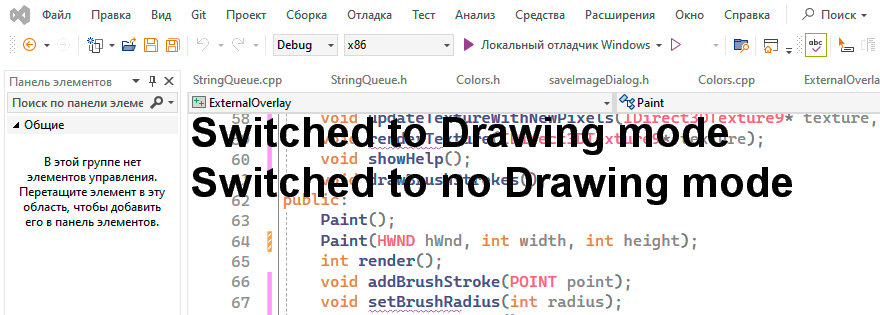 Файл Правка Вид Git Проект Сборка Отладка Тест Анализ Средства Расширения Окно Справка Поиск
Debug x86 Локальный отладчик Windows abc
Панель элементов
Поиск по панели элеме
Общие
В этой группе нет
элементов управления.
Перетащите элемент в эту
область, чтобы добавить
его в панель элементов.
StringQueue.cpp StringQueue.h Colors.h saveImageDialog.h Colors.cpp ExternalOverla
ExternalOverlay Paint
58 void updateTextureWithNewPixels(IDirect3DTexture9* texture,
Switched to Drawing mode
void renderTexture(IDirect3DTexture9* texture);
60 void showHelp();
Switched to no Drawing mode
void drawBrushStrokes();
62 public:
63 Paint();
64 Paint(HWND hWnd, int width, int height);
65 int render();
66 void addBrushStroke(POINT point);
67 void setBrushRadius(int radius);